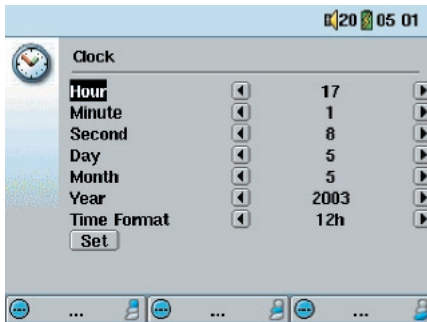 20 05 01
Clock
Hour 17
Minute 1
Second 8
Day 5
Month 5
Year 2003
Time Format 12h
Set
... ... ...